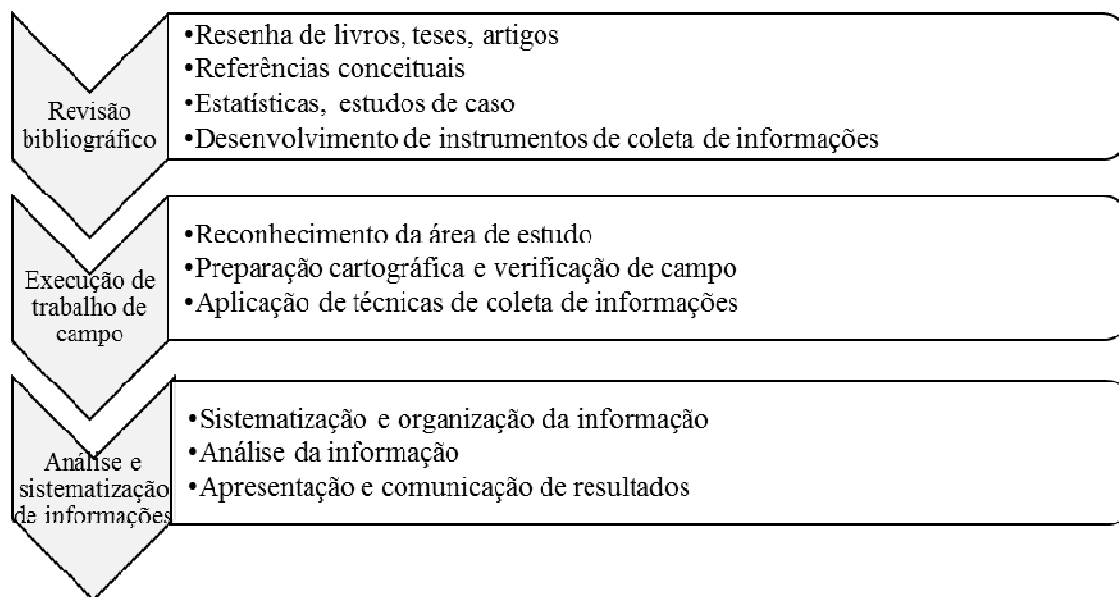 Revisão
bibliográfico
•Resenha de livros, teses, artigos
•Referências conceituais
•Estatísticas, estudos de caso
•Desenvolvimento de instrumentos de coleta de informações
Execução de
trabalho de
campo
•Reconhecimento da área de estudo
•Preparação cartográfica e verificação de campo
•Aplicação de técnicas de coleta de informações
Análise e
sistematização
de informações
•Sistematização e organização da informação
•Análise da informação
•Apresentação e comunicação de resultados